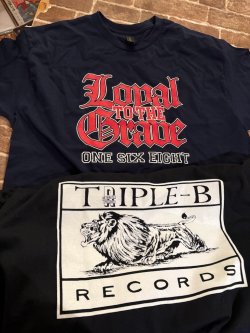 Loyal
TO THE
Grave
ONE SIX EIGHT
TRIPLE-B
RECORDS